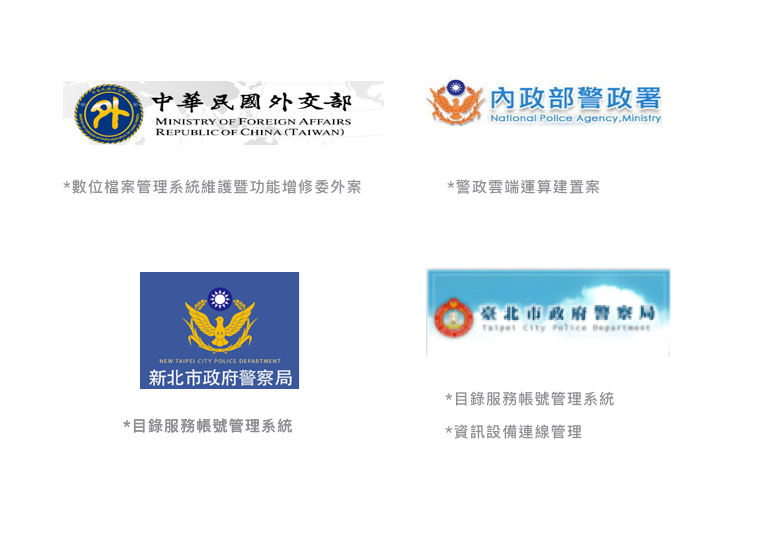 外
中華民國外交部
MINISTRY OF FOREIGN AFFAIRS
REPUBLIC OF CHINA (TAIWAN)
內政部警政署
National Police Agency,Ministry
*數位檔案管理系統維護暨功能增修委外案
*警政雲端運算建置案
NEW TAIPEI CITY POLICE DEPARTMENT
新北市政府警察局
臺北市政府警察局
Taipei City Police Department
*目錄服務帳號管理系統
*目錄服務帳號管理系統
*資訊設備連線管理